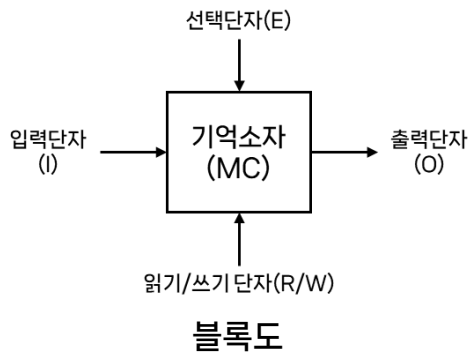 선택단자(E)
입력단자
(I)
기억소자
(MC)
출력단자
(O)
읽기/쓰기 단자(R/W)
블록도